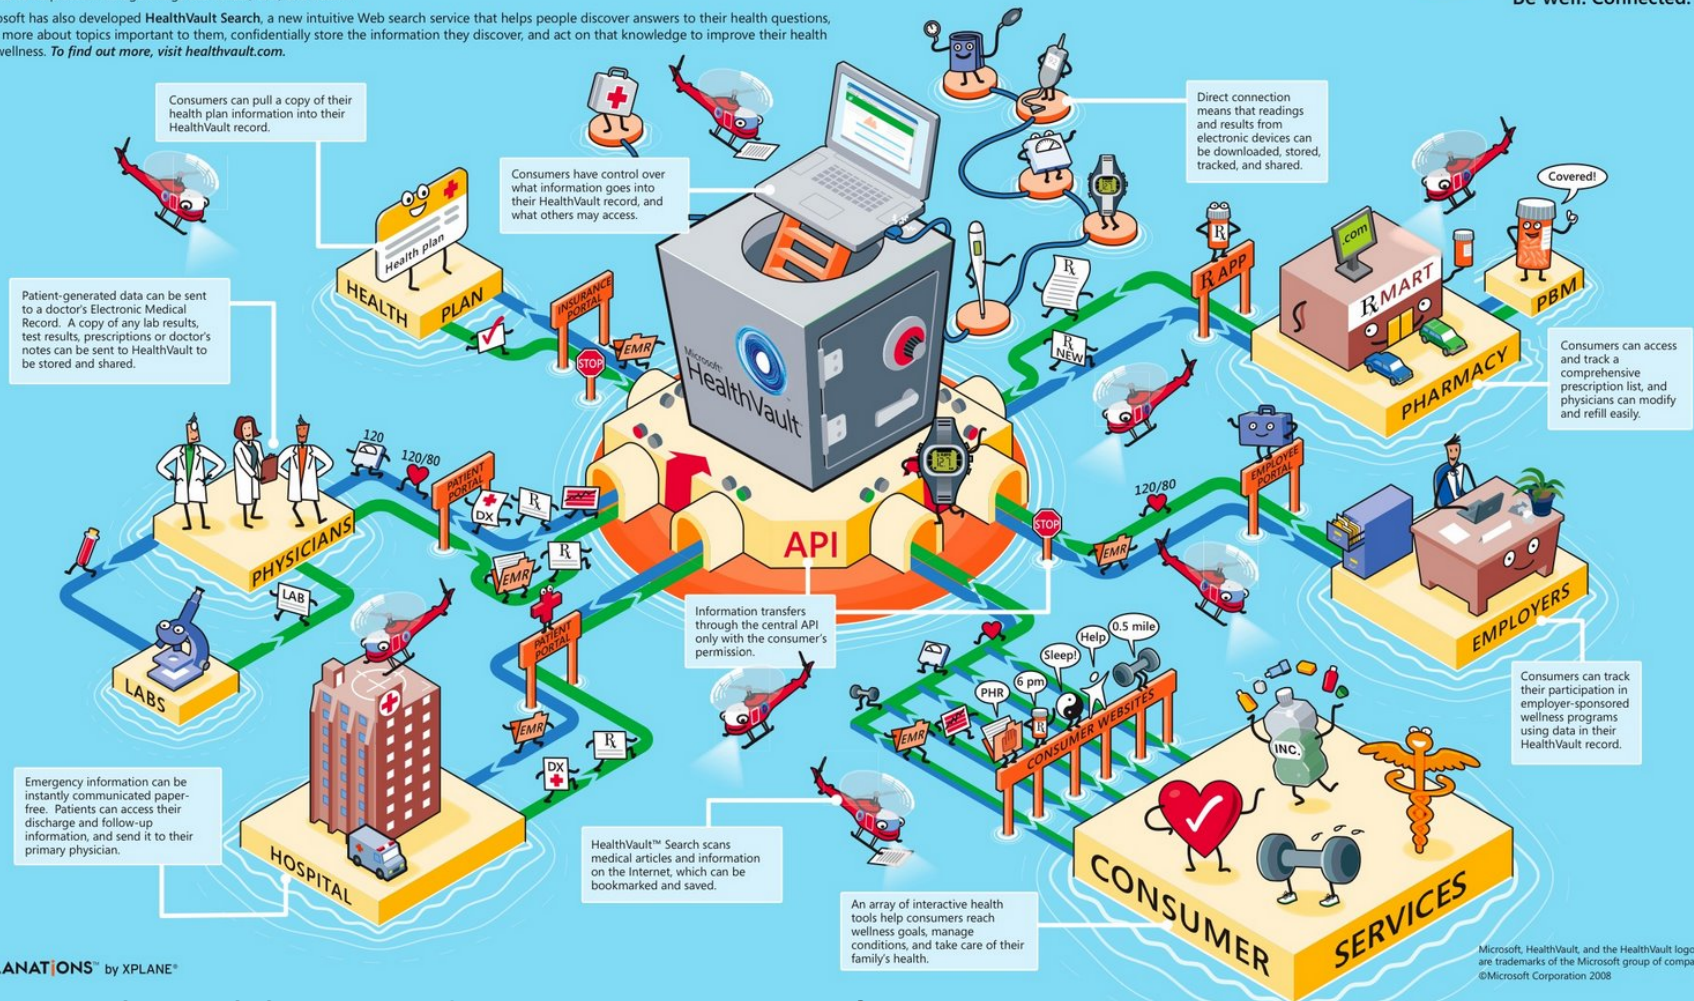 osoft has also developed HealthVault Search, a new intuitive Web search service that helps people discover answers to their health questions,
more about topics important to them, confidentially store the information they discover, and act on that knowledge to improve their health
wellness. To find out more, visit healthvault.com.
Be Well. Connected.
Consumers can pull a copy of their
health plan information into their
HealthVault record.
Consumers have control over
what information goes into
their HealthVault record, and
what others may access.
Direct connection
means that readings
and results from
electronic devices can
be downloaded, stored,
tracked, and shared.
Covered!
.com
Rx APP
Rx MART
PBM
PHARMACY
Rx
Rx
NEW
Rx
Health plan
HEALTH PLAN
INSURANCE
PORTAL
STOP
EMR
Microsoft®
HealthVault™
Patient-generated data can be sent
to a doctor's Electronic Medical
Record. A copy of any lab results,
test results, prescriptions or doctor's
notes can be sent to HealthVault to
be stored and shared.
Consumers can access
and track a
comprehensive
prescription list, and
physicians can modify
and refill easily.
120
120/80
PATIENT
PORTAL
DX
Rx
PHYSICIANS
EMR
Rx
LAB
LABS
127
API
STOP
120/80
EMR
EMPLOYEE
PORTAL
EMPLOYERS
Information transfers
through the central API
only with the consumer's
permission.
PATIENT
PORTAL
EMR
Rx
DX
HOSPITAL
Consumers can track
their participation in
employer-sponsored
wellness programs
using data in their
HealthVault record.
0.5 mile
Help
Sleep!
6 pm
PHR
EMR
CONSUMER WEBSITES
INC.
CONSUMER SERVICES
Emergency information can be
instantly communicated paper-
free. Patients can access their
discharge and follow-up
information, and send it to their
primary physician.
HealthVault™ Search scans
medical articles and information
on the Internet, which can be
bookmarked and saved.
An array of interactive health
tools help consumers reach
wellness goals, manage
conditions, and take care of their
family's health.
LANATiONS™ by XPLANE®
Microsoft, HealthVault, and the HealthVault logo
are trademarks of the Microsoft group of compa
©Microsoft Corporation 2008